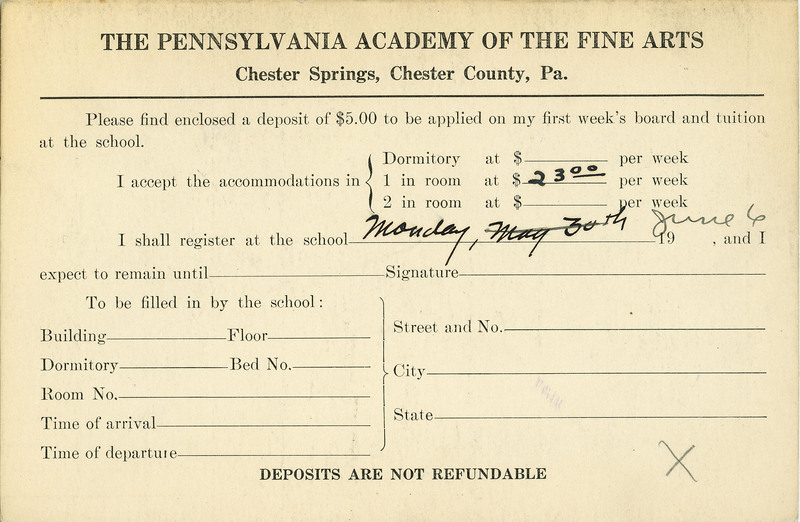 THE PENNSYLVANIA ACADEMY OF THE FINE ARTS
Chester Springs, Chester County, Pa.
Please find enclosed a deposit of $5.00 to be applied on my first week's board and tuition
at the school.
Dormitory at $ per week
I accept the accommodations in 1 in room at $ 23 00 per week
2 in room at $ per week
I shall register at the school Monday, May 30th June 6 19 , and I
expect to remain until Signature
To be filled in by the school:
Building Floor
Dormitory Bed No.
Room No.
Time of arrival
Time of departure
Street and No.
City
State
DEPOSITS ARE NOT REFUNDABLE
X